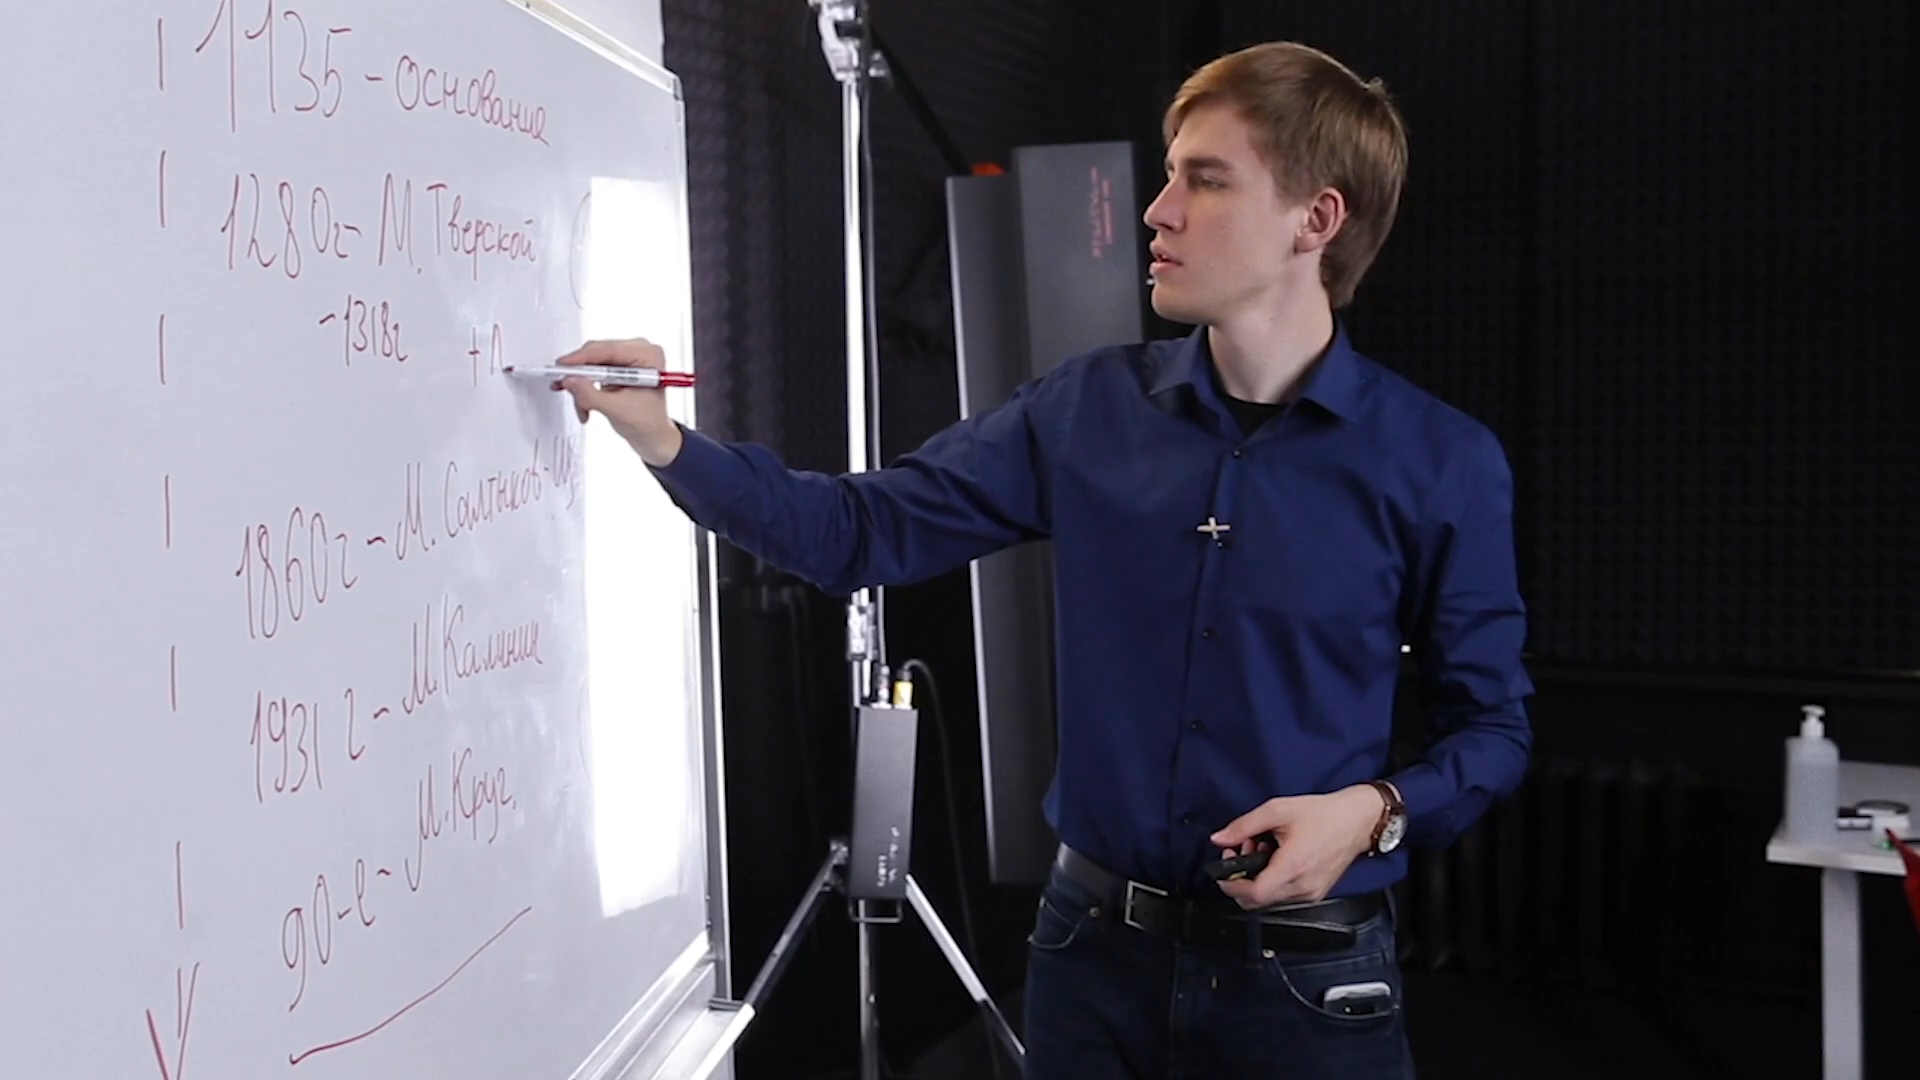 1135 - основание
1280г - М. Тверской
- 1318г +
1860г - М. Салтыков-Щ
1931 г - М. Калинин
90-е - М. Круг.